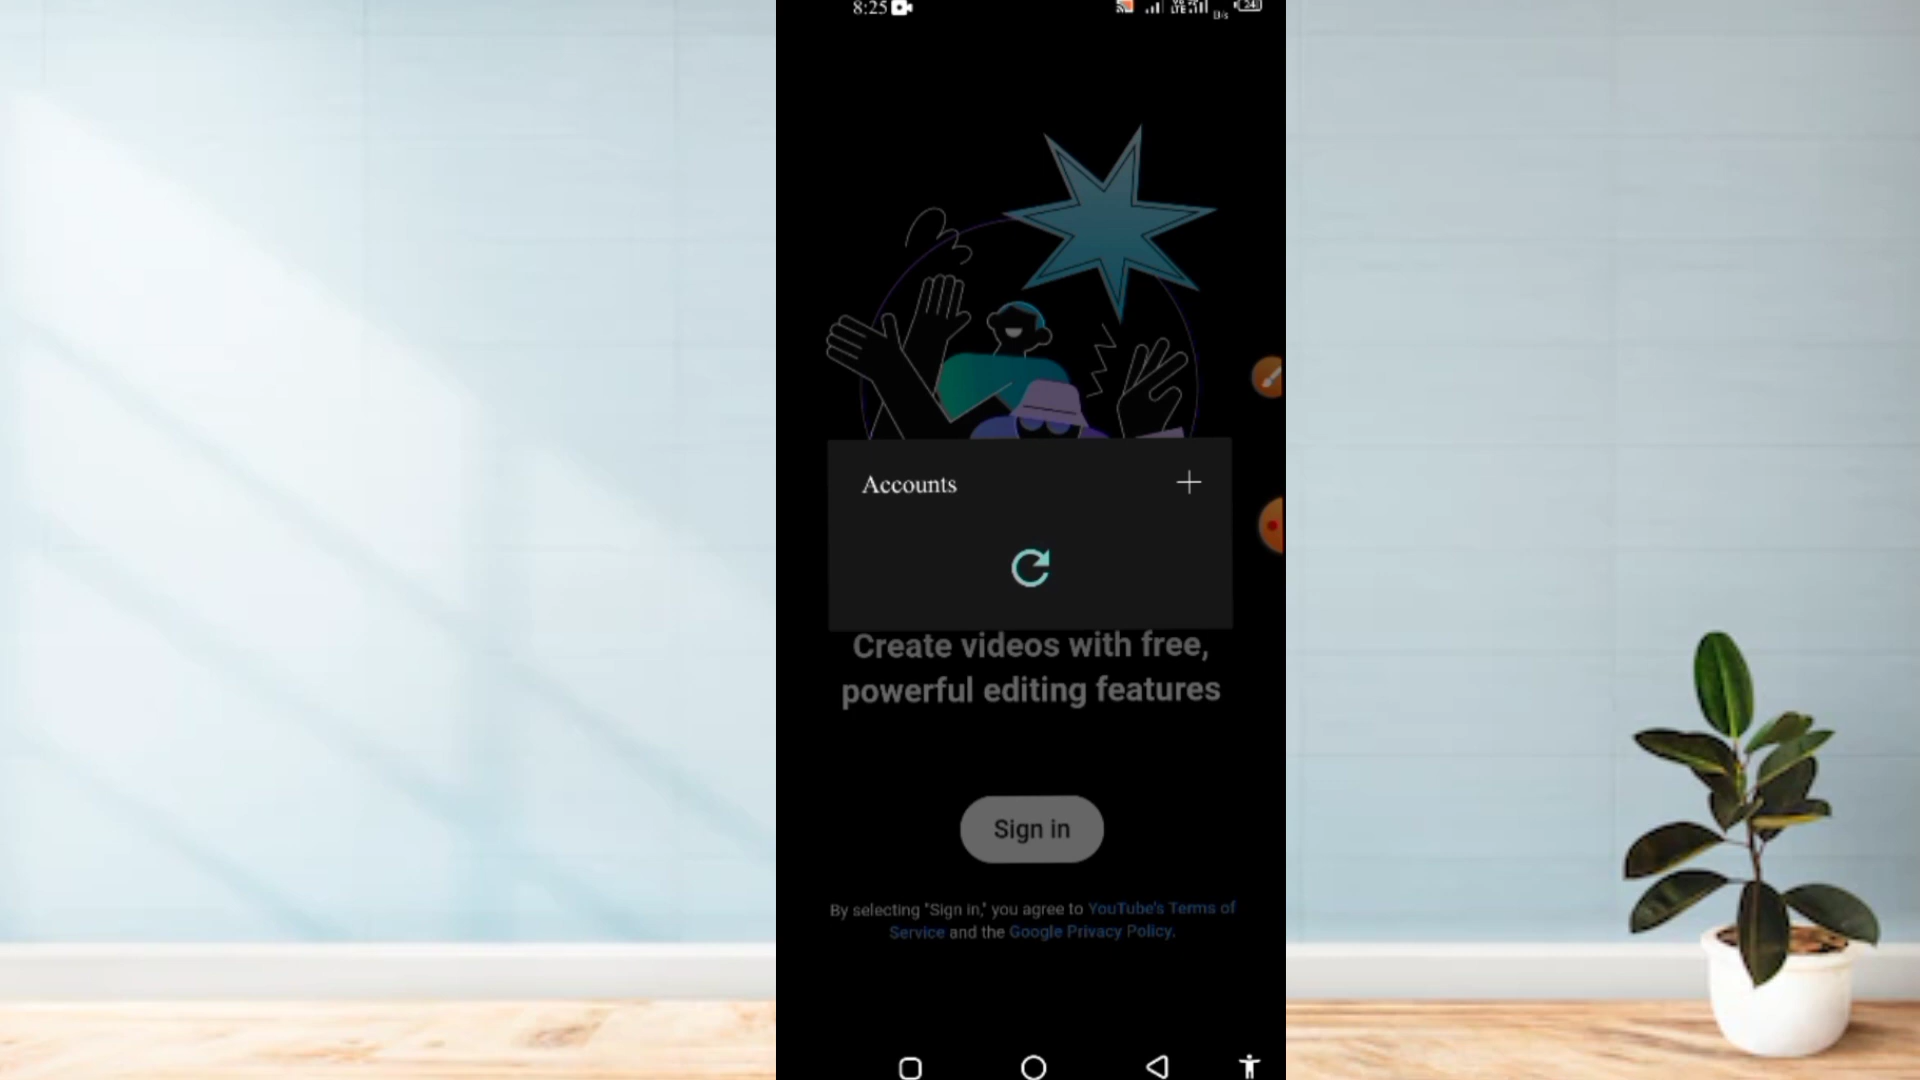 8:25
B/s 24
Accounts
Create videos with free,
powerful editing features
Sign in
By selecting "Sign in," you agree to YouTube's Terms of
Service and the Google Privacy Policy.